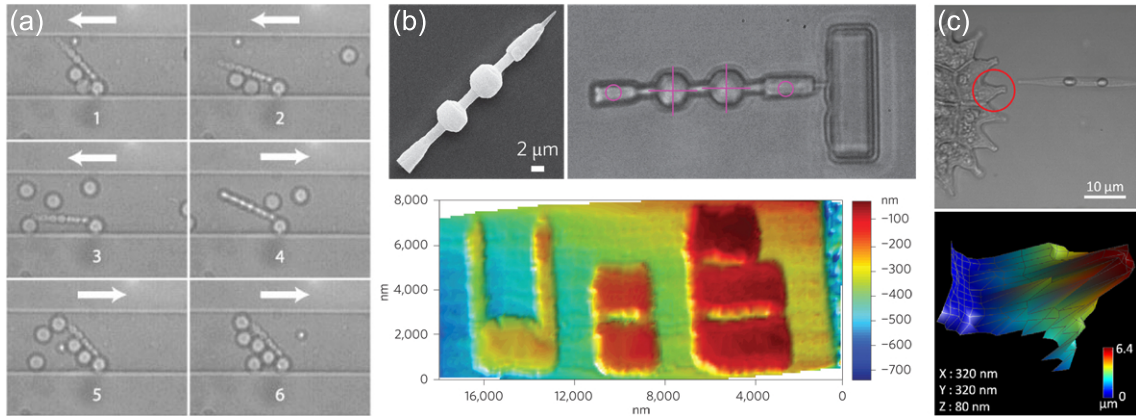 (a)
1
2
3
4
5
6
(b)
2 μm
8,000
6,000
4,000
2,000
0
nm
16,000
12,000
8,000
4,000
0
nm
nm
−100
−200
−300
−400
−500
−600
−700
(c)
10 μm
X : 320 nm
Y : 320 nm
Z : 80 nm
6.4
0
μm